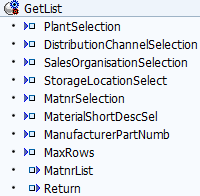 GetList
PlantSelection
DistributionChannelSelection
SalesOrganisationSelection
StorageLocationSelect
MatnrSelection
MaterialShortDescSel
ManufacturerPartNumb
MaxRows
MatnrList
Return